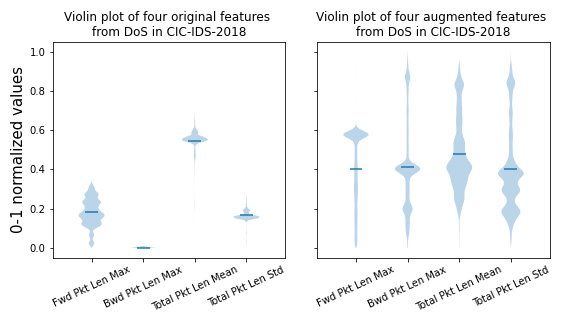 Violin plot of four original features
from DoS in CIC-IDS-2018
Violin plot of four augmented features
from DoS in CIC-IDS-2018
0-1 normalized values
1.0
0.8
0.6
0.4
0.2
0.0
Fwd Pkt Len Max
Bwd Pkt Len Max
Total Pkt Len Mean
Total Pkt Len Std
Fwd Pkt Len Max
Bwd Pkt Len Max
Total Pkt Len Mean
Total Pkt Len Std